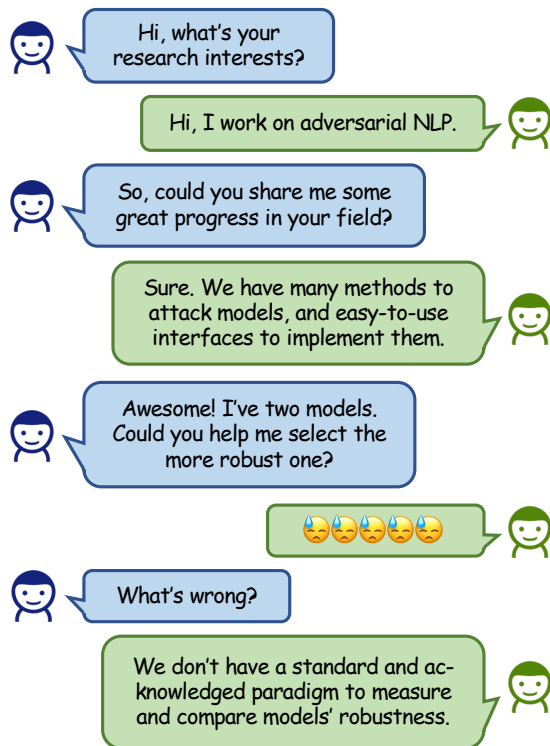 Hi, what's your
research interests?
Hi, I work on adversarial NLP.
So, could you share me some
great progress in your field?
Sure. We have many methods to
attack models, and easy-to-use
interfaces to implement them.
Awesome! I've two models.
Could you help me select the
more robust one?
😓😓😓😓😓
What's wrong?
We don't have a standard and ac-
knowledged paradigm to measure
and compare models' robustness.